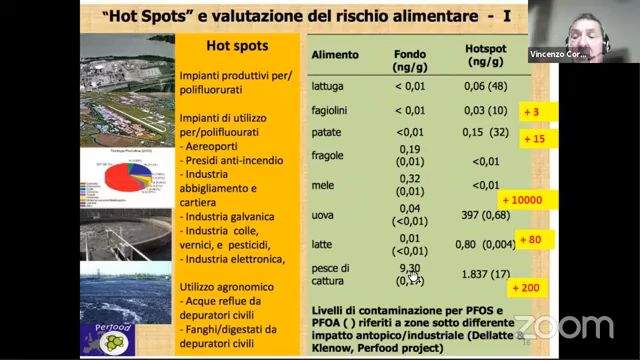 "Hot Spots" e valutazione del rischio alimentare - I
Vincenzo Cor...
Hot spots
Impianti produttivi per/
polifluorurati
Impianti di utilizzo
per/polifluouorati
- Aereoporti
- Presidi anti-incendio
- Industria
abbigliamento e
cartiera
- Industria galvanica
- Industria colle,
vernici, e pesticidi,
- Industria elettronica,
Utilizzo agronomico
- Acque reflue da
depuratori civili
- Fanghi/digestati da
depuratori civili
Alimento Fondo (ng/g) Hotspot (ng/g)
lattuga < 0,01 0,06 (48)
fagiolini < 0,01 0,03 (10) + 3
patate <0,01 0,15 (32) + 15
fragole 0,19 (0,01) <0,01
mele 0,32 (0,01) <0,01
+ 10000
uova 0,04 (<0,01) 397 (0,68)
latte 0,01 (<0,01) 0,80 (0,004) + 80
pesce di cattura 9,30 1.837 (17) + 200
Livelli di contaminazione per PFOS e
PFOA ( ) riferiti a zone sotto differente
impatto antopico/industriale (Dellatte &
Klenow, Perfood project)
Perfood
zoom
16